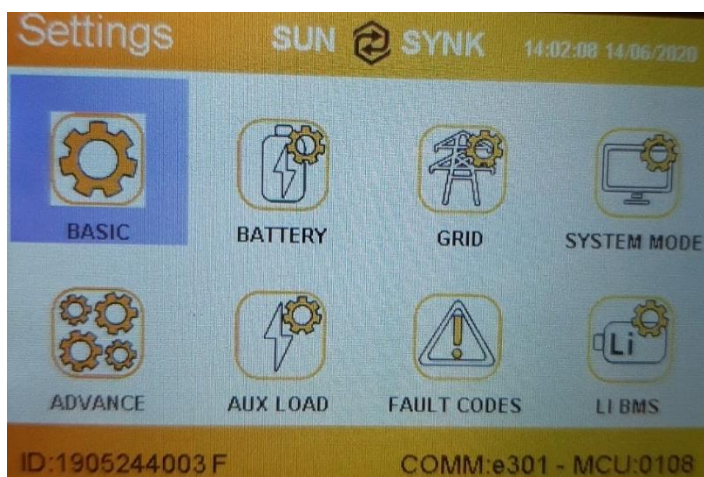 Settings SUN SYNK 14:02:08 14/06/2020
BASIC BATTERY GRID SYSTEM MODE
Li
ADVANCE AUX LOAD FAULT CODES LI BMS
ID:1905244003 F COMM:e301 - MCU:0108